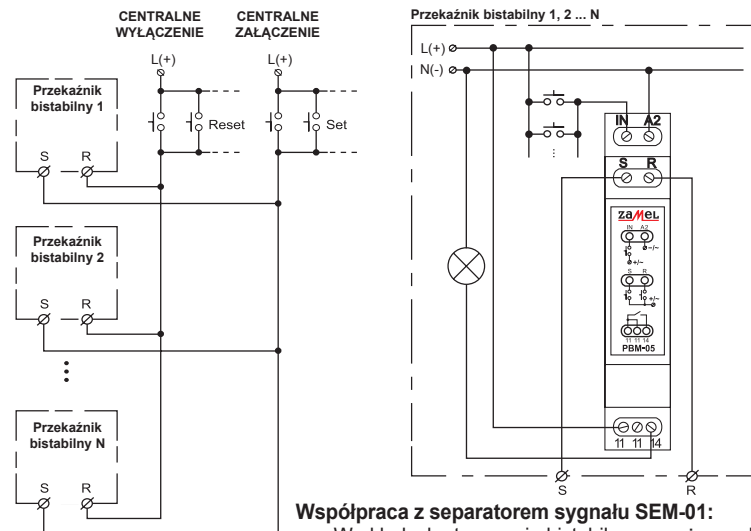 CENTRALNE
WYŁĄCZENIE
CENTRALNE
ZAŁĄCZENIE
L(+)
L(+)
Reset
Set
Przekaźnik
bistabilny 1
S R
Przekaźnik
bistabilny 2
S R
Przekaźnik
bistabilny N
S R
Przekaźnik bistabilny 1, 2 ... N
L(+)
N(-)
IN A2
S R
ZAMEL
IN A2
-/~
+/~
S R
+/~
11 11 14
PBM-05
11 11 14
S R
Współpraca z separatorem sygnału SEM-01: